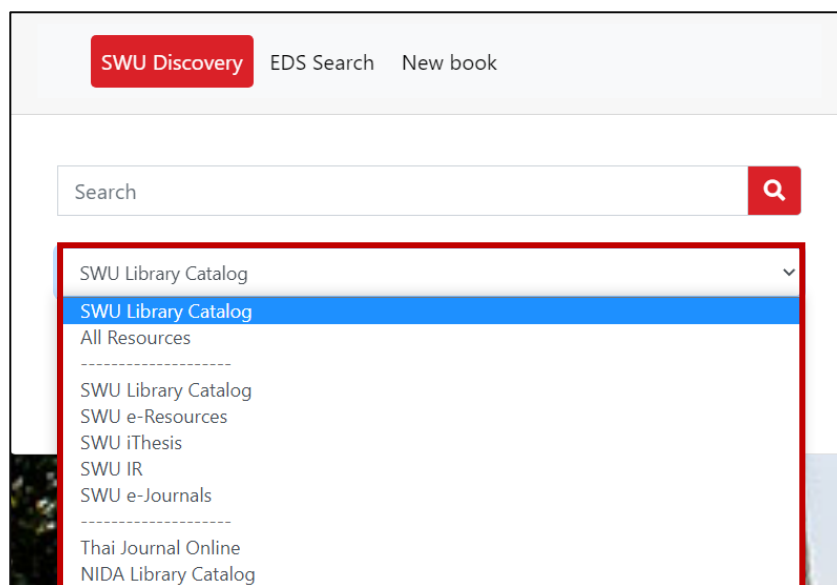 SWU Discovery EDS Search New book
Search
SWU Library Catalog
SWU Library Catalog
All Resources
--------------------
SWU Library Catalog
SWU e-Resources
SWU iThesis
SWU IR
SWU e-Journals
--------------------
Thai Journal Online
NIDA Library Catalog